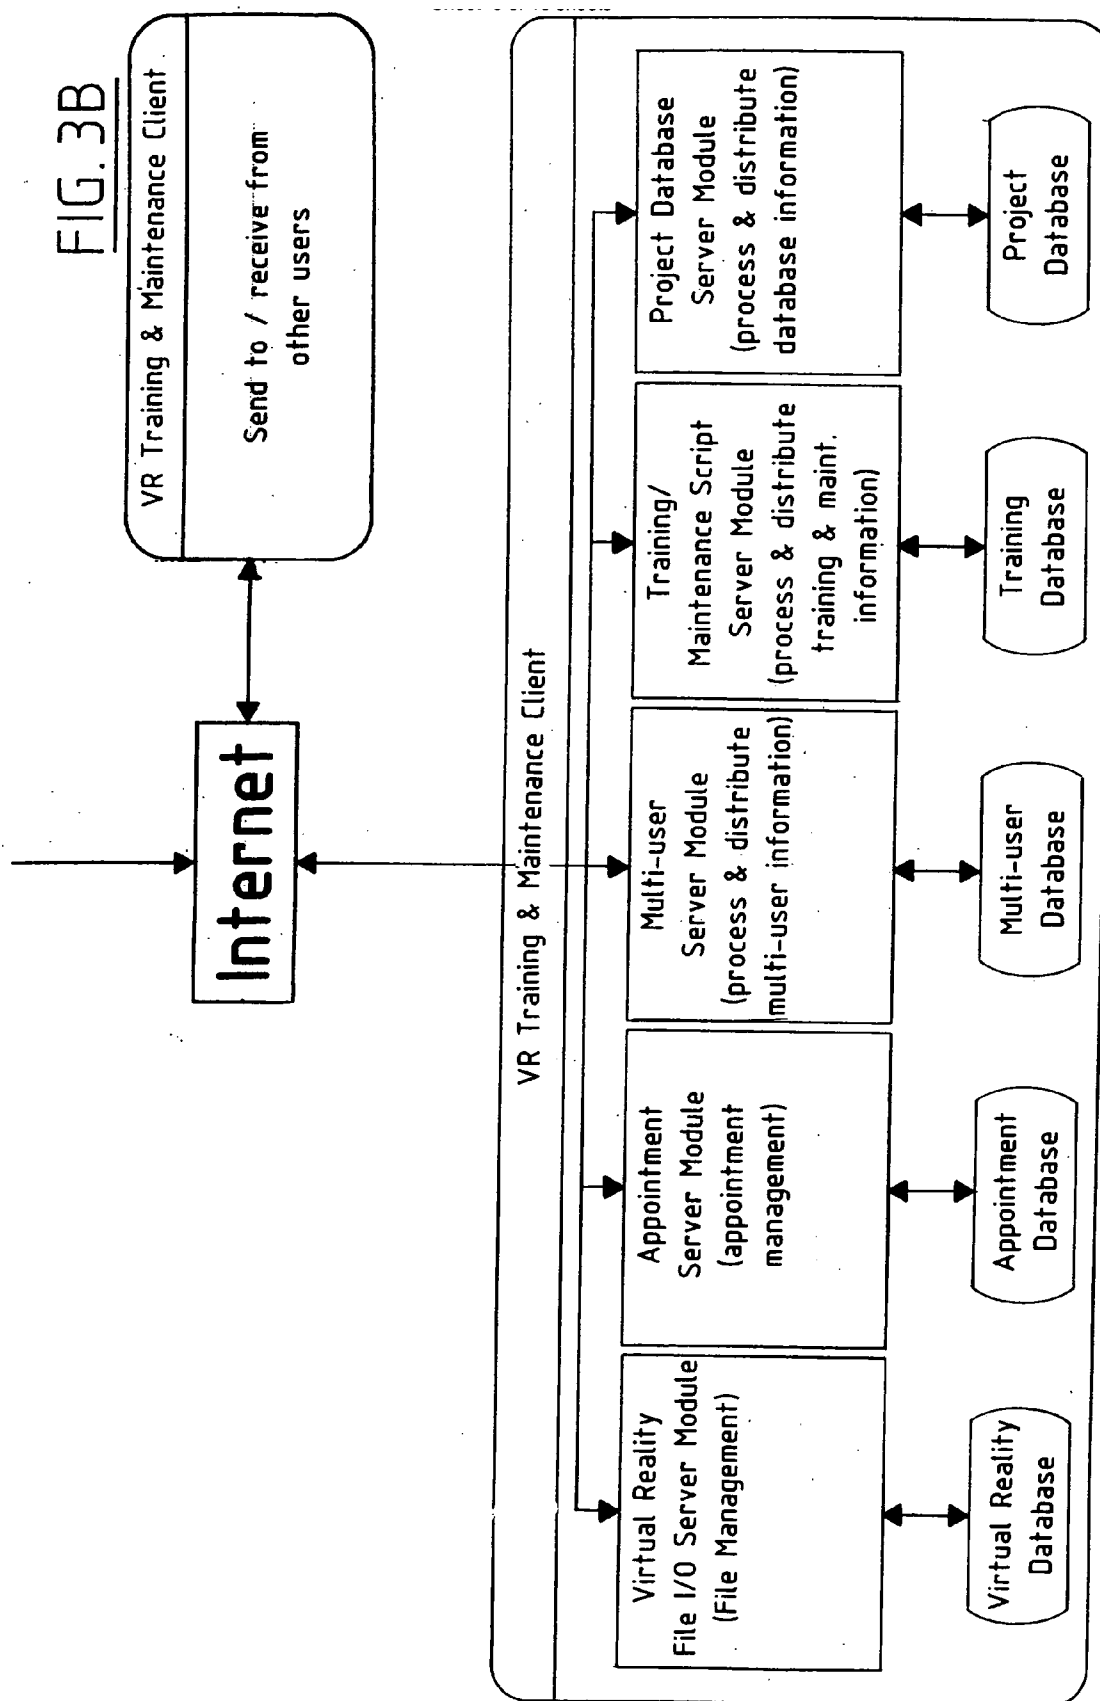 FIG. 3B
VR Training & Maintenance Client
Send to / receive from
other users
Internet
VR Training & Maintenance Client
Virtual Reality
File I/O Server Module
(File Management)
Appointment
Server Module
(appointment
management)
Multi-user
Server Module
(process & distribute
multi-user information)
Training/
Maintenance Script
Server Module
(process & distribute
training & maint.
information)
Project Database
Server Module
(process & distribute
database information)
Virtual Reality
Database
Appointment
Database
Multi-user
Database
Training
Database
Project
Database